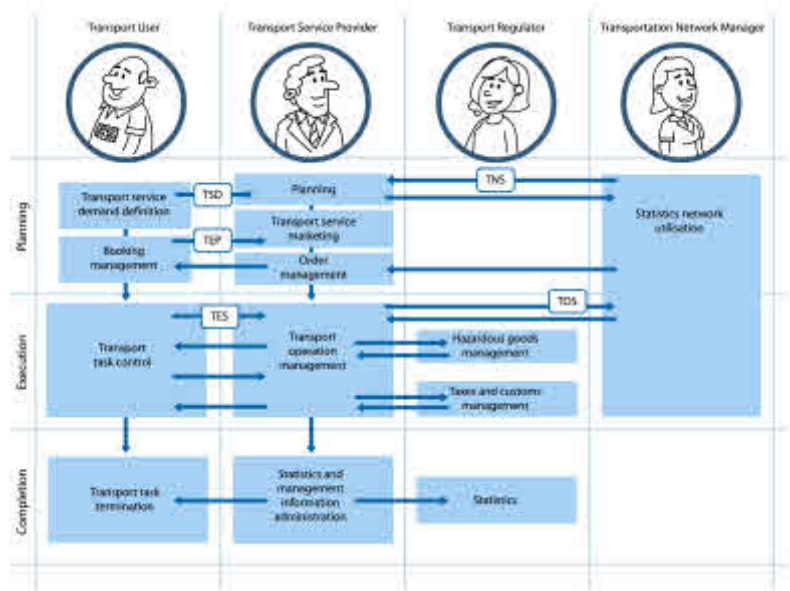 Transport User
Transport Service Provider
Transport Regulator
Transportation Network Manager
Planning
Transport service
demand definition
TSD
Planning
TNS
Statistics network
utilisation
Transport service
marketing
Booking
management
TEP
Order
management
Execution
Transport
task control
TES
Transport
operation
management
TOS
Hazardous goods
management
Taxes and customs
management
Completion
Transport task
termination
Statistics and
management
information
administration
Statistics